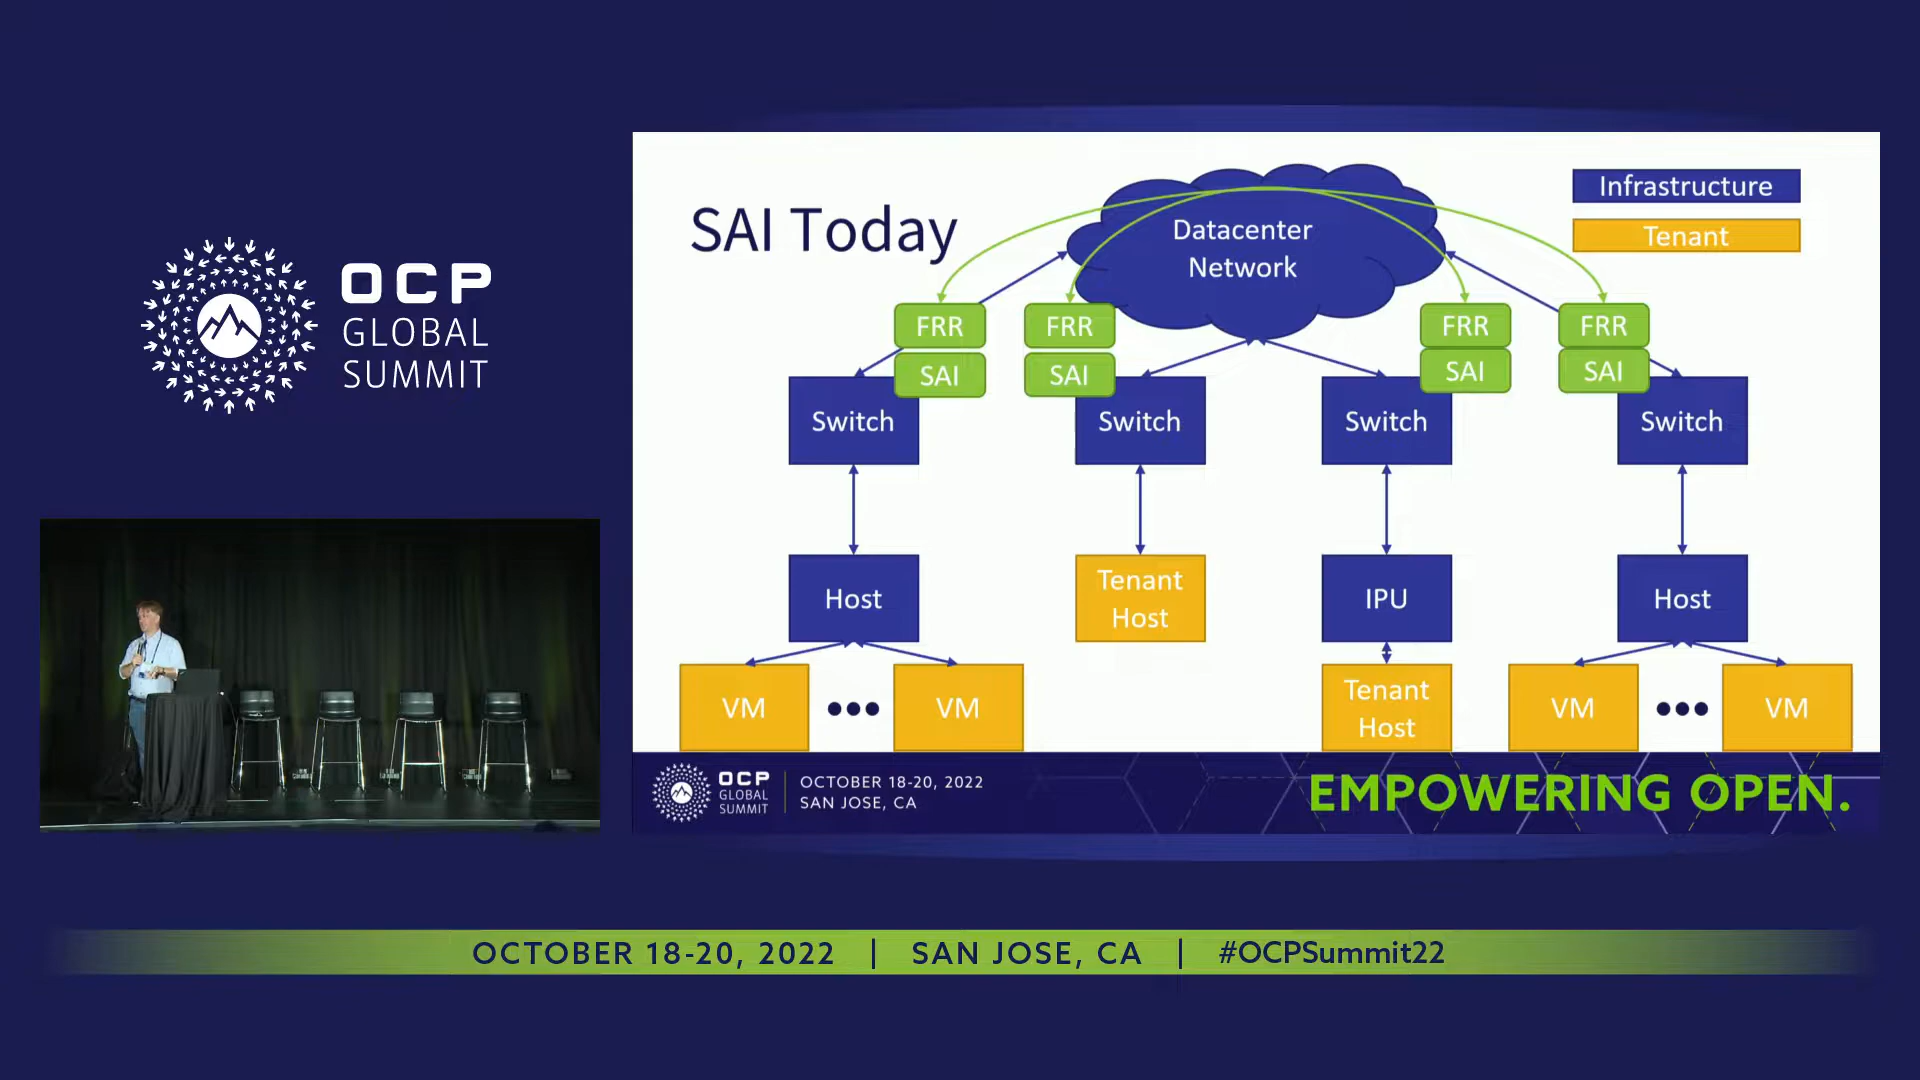 OCP
GLOBAL
SUMMIT
SAI Today
Datacenter
Network
Infrastructure
Tenant
FRR
FRR
FRR
FRR
SAI
SAI
SAI
SAI
Switch
Switch
Switch
Switch
Host
Tenant
Host
IPU
Host
VM
VM
Tenant
Host
VM
VM
OCP
GLOBAL
SUMMIT
OCTOBER 18-20, 2022
SAN JOSE, CA
EMPOWERING OPEN.
OCTOBER 18-20, 2022 | SAN JOSE, CA | #OCPSummit22